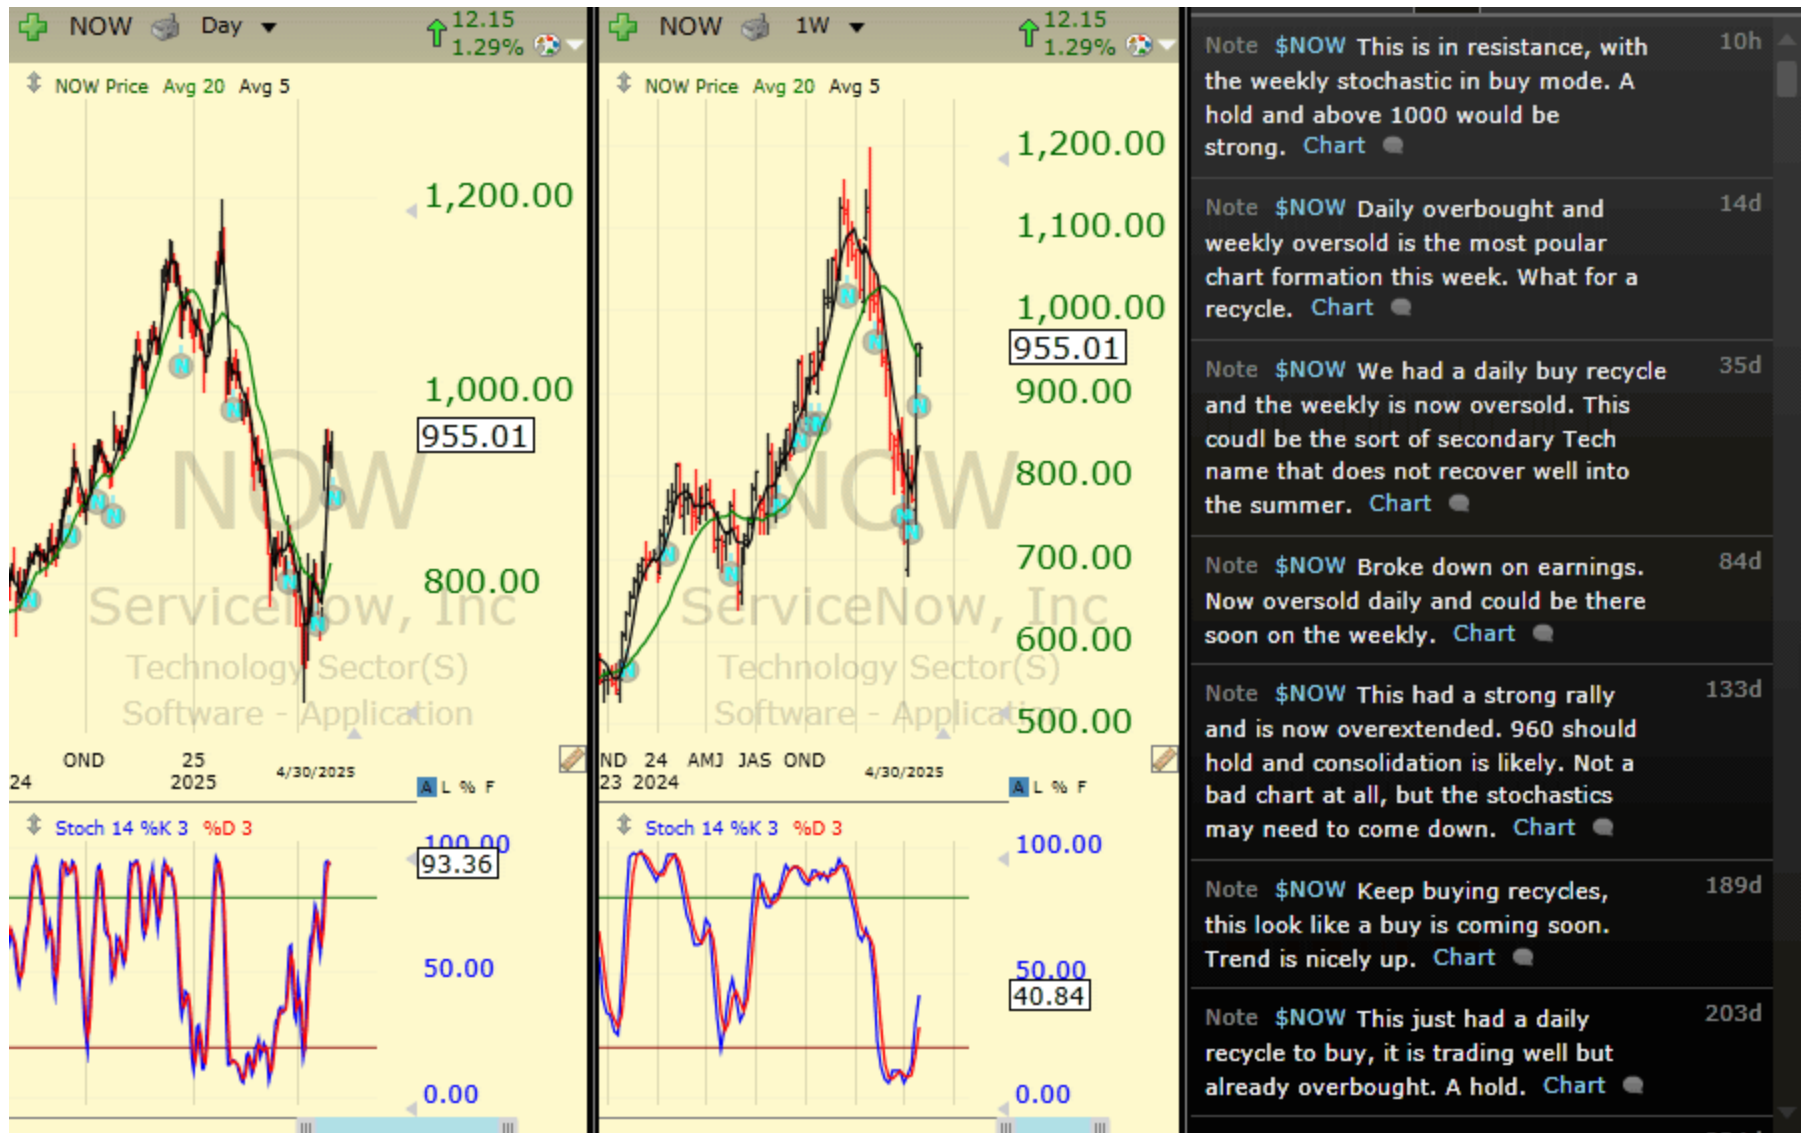 NOW Day 12.15
1.29%
NOW Price Avg 20 Avg 5
1,200.00
1,000.00
955.01
800.00
NOW
ServiceNow, Inc
Technology Sector(S)
Software - Application
OND 25
24 2025 4/30/2025
A L % F
Stoch 14 %K 3 %D 3
100.00
93.36
50.00
0.00
NOW 1W 12.15
1.29%
NOW Price Avg 20 Avg 5
1,200.00
1,100.00
1,000.00
955.01
900.00
800.00
700.00
600.00
500.00
NOW
ServiceNow, Inc
Technology Sector(S)
Software - Application
ND 24 AMJ JAS OND
23 2024 4/30/2025
A L % F
Stoch 14 %K 3 %D 3
100.00
50.00
40.84
0.00
Note $NOW This is in resistance, with 10h
the weekly stochastic in buy mode. A
hold and above 1000 would be
strong. Chart
Note $NOW Daily overbought and 14d
weekly oversold is the most poular
chart formation this week. What for a
recycle. Chart
Note $NOW We had a daily buy recycle 35d
and the weekly is now oversold. This
coudl be the sort of secondary Tech
name that does not recover well into
the summer. Chart
Note $NOW Broke down on earnings. 84d
Now oversold daily and could be there
soon on the weekly. Chart
Note $NOW This had a strong rally 133d
and is now overextended. 960 should
hold and consolidation is likely. Not a
bad chart at all, but the stochastics
may need to come down. Chart
Note $NOW Keep buying recycles, 189d
this look like a buy is coming soon.
Trend is nicely up. Chart
Note $NOW This just had a daily 203d
recycle to buy, it is trading well but
already overbought. A hold. Chart